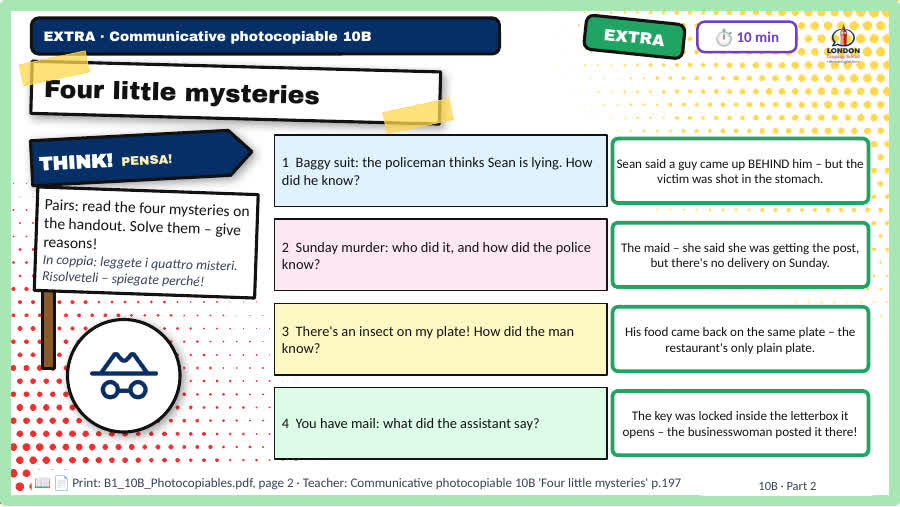 EXTRA · Communicative photocopiable 10B
EXTRA
⏱️ 10 min
LONDON
Four little mysteries
THINK! PENSA!
Pairs: read the four mysteries on
the handout. Solve them – give
reasons!
In coppia: leggete i quattro misteri.
Risolveteli – spiegate perché!
1 Baggy suit: the policeman thinks Sean is lying. How
did he know?
Sean said a guy came up BEHIND him – but the
victim was shot in the stomach.
2 Sunday murder: who did it, and how did the police
know?
The maid – she said she was getting the post,
but there's no delivery on Sunday.
3 There's an insect on my plate! How did the man
know?
His food came back on the same plate – the
restaurant's only plain plate.
4 You have mail: what did the assistant say?
The key was locked inside the letterbox it
opens – the businesswoman posted it there!
📖 📄 Print: B1_10B_Photocopiables.pdf, page 2 · Teacher: Communicative photocopiable 10B 'Four little mysteries' p.197
10B · Part 2